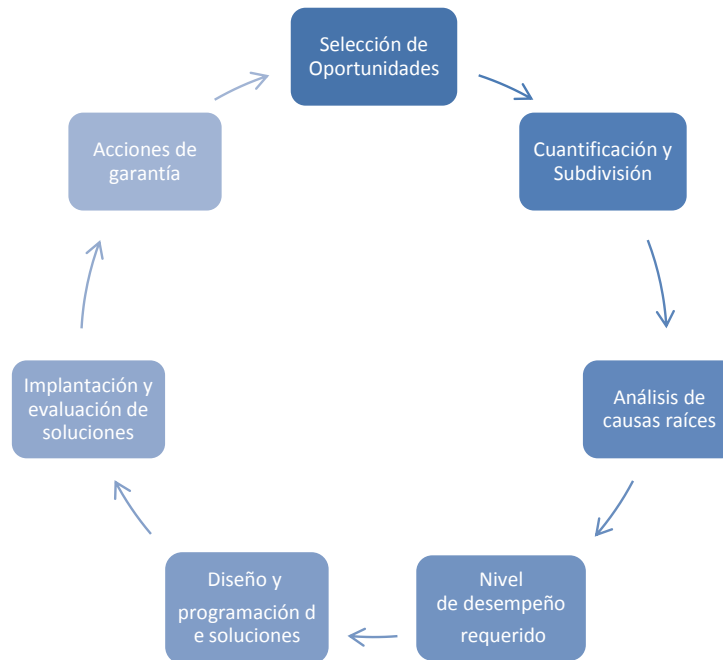 Selección de
Oportunidades
Cuantificación y
Subdivisión
Análisis de
causas raíces
Nivel
de desempeño
requerido
Diseño y
programación d
e soluciones
Implantación y
evaluación de
soluciones
Acciones de
garantía